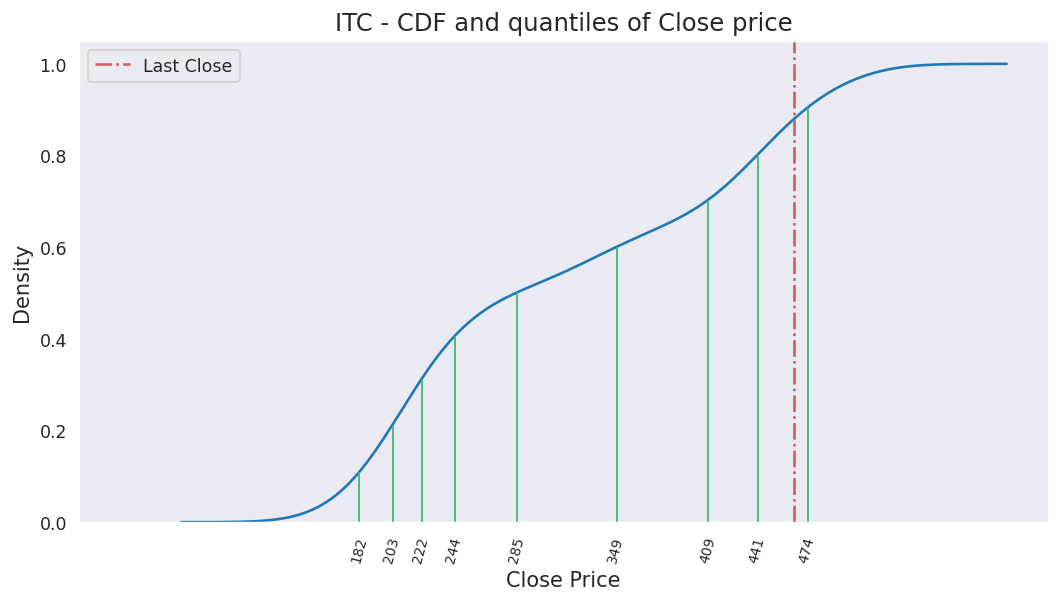 ITC - CDF and quantiles of Close price
Last Close
Density
1.0
0.8
0.6
0.4
0.2
0.0
182 203 222 244 285 349 409 441 474
Close Price